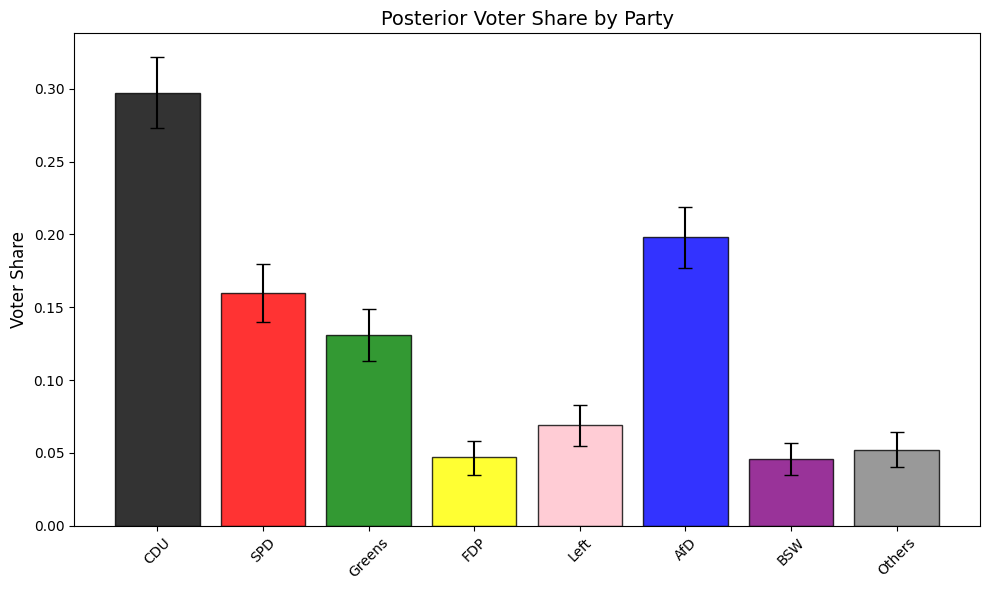 Posterior Voter Share by Party
Voter Share
0.30
0.25
0.20
0.15
0.10
0.05
0.00
CDU
SPD
Greens
FDP
Left
AfD
BSW
Others